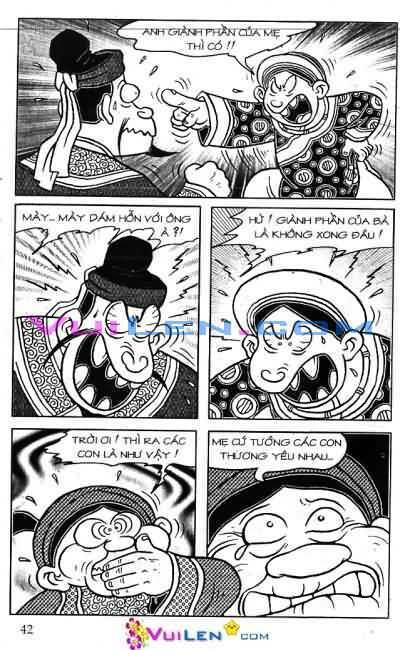 ANH GIÀNH PHẦN CỦA MẸ
THÌ CÓ !!
MÀY... MÀY DÁM HỖN VỚI ÔNG
À ?!
HỨ ! GIÀNH PHẦN CỦA BÀ
LÀ KHÔNG XONG ĐÂU !
VUILEN.COM
TRỜI ƠI ! THÌ RA CÁC
CON LÀ NHƯ VẬY !
MẸ CỨ TƯỞNG CÁC CON
THƯƠNG YÊU NHAU...
42
VUILEN.COM